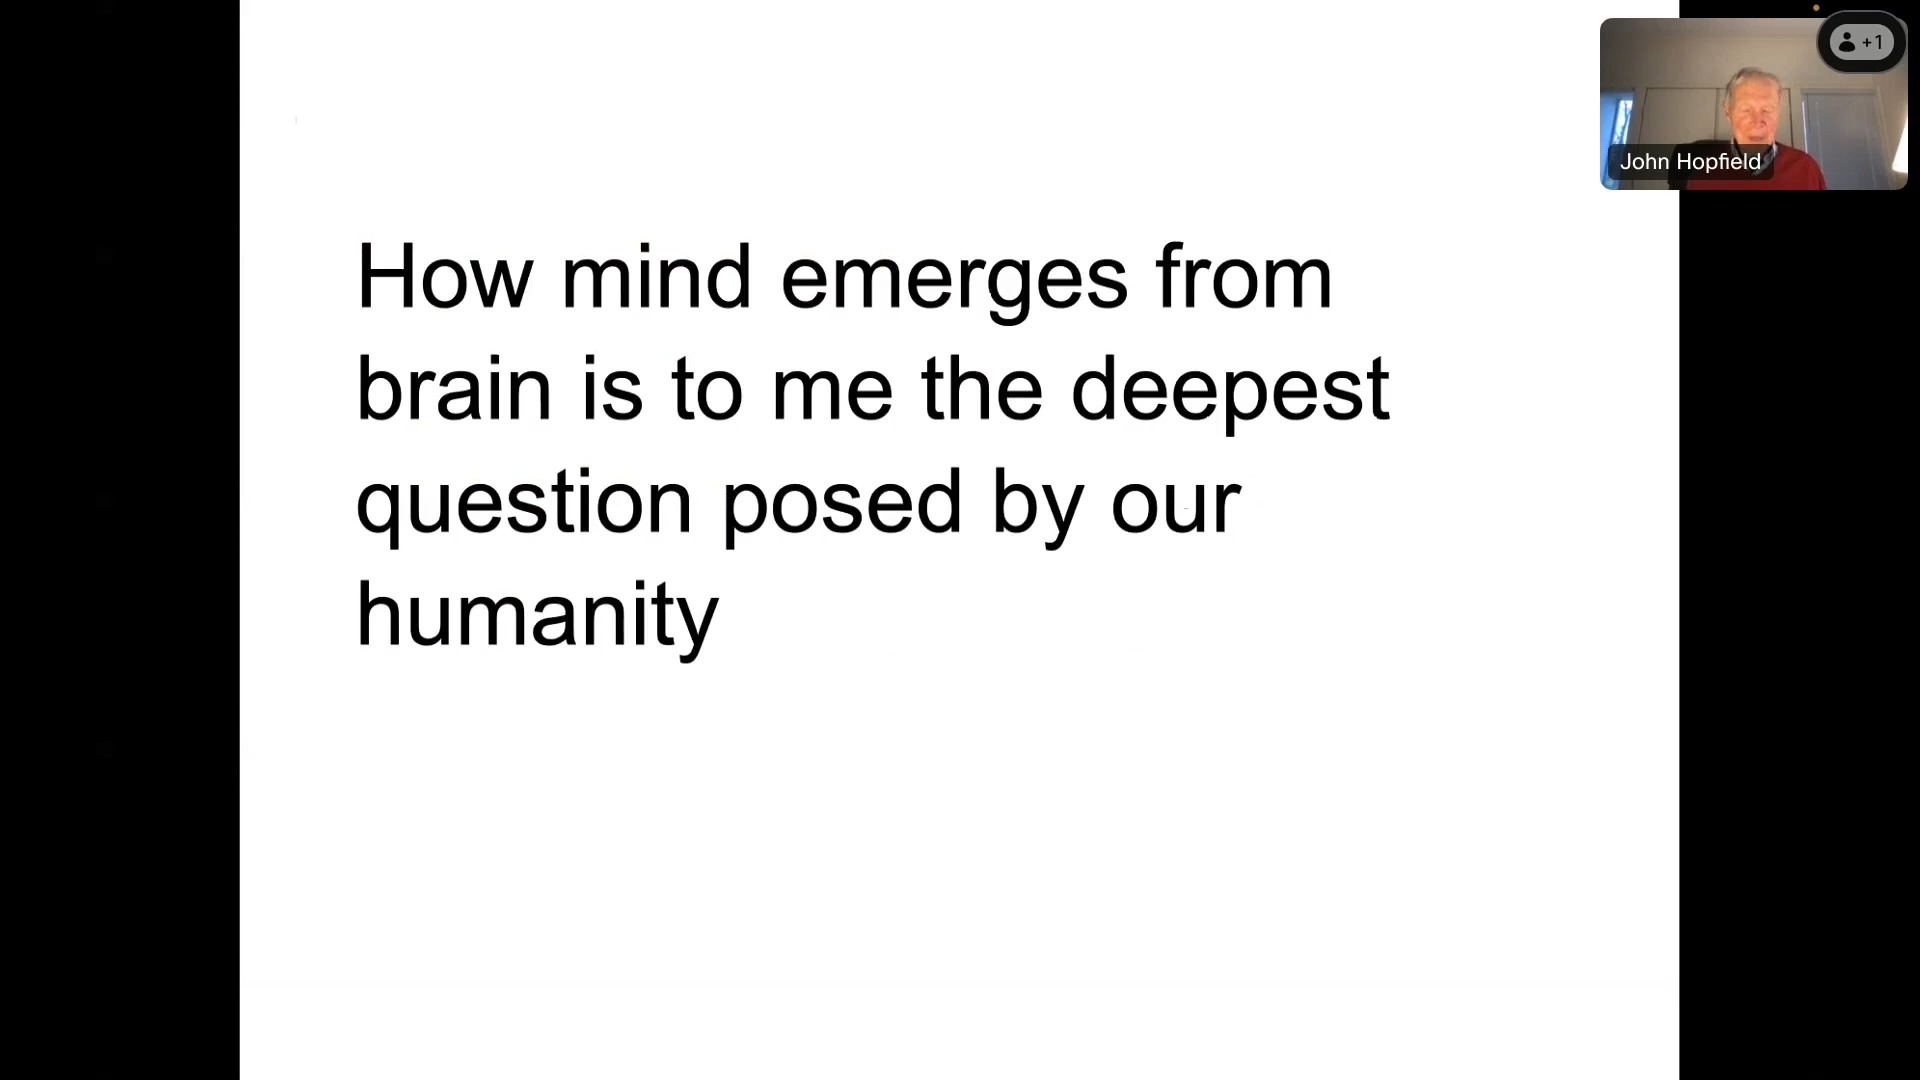 +1
John Hopfield
How mind emerges from
brain is to me the deepest
question posed by our
humanity